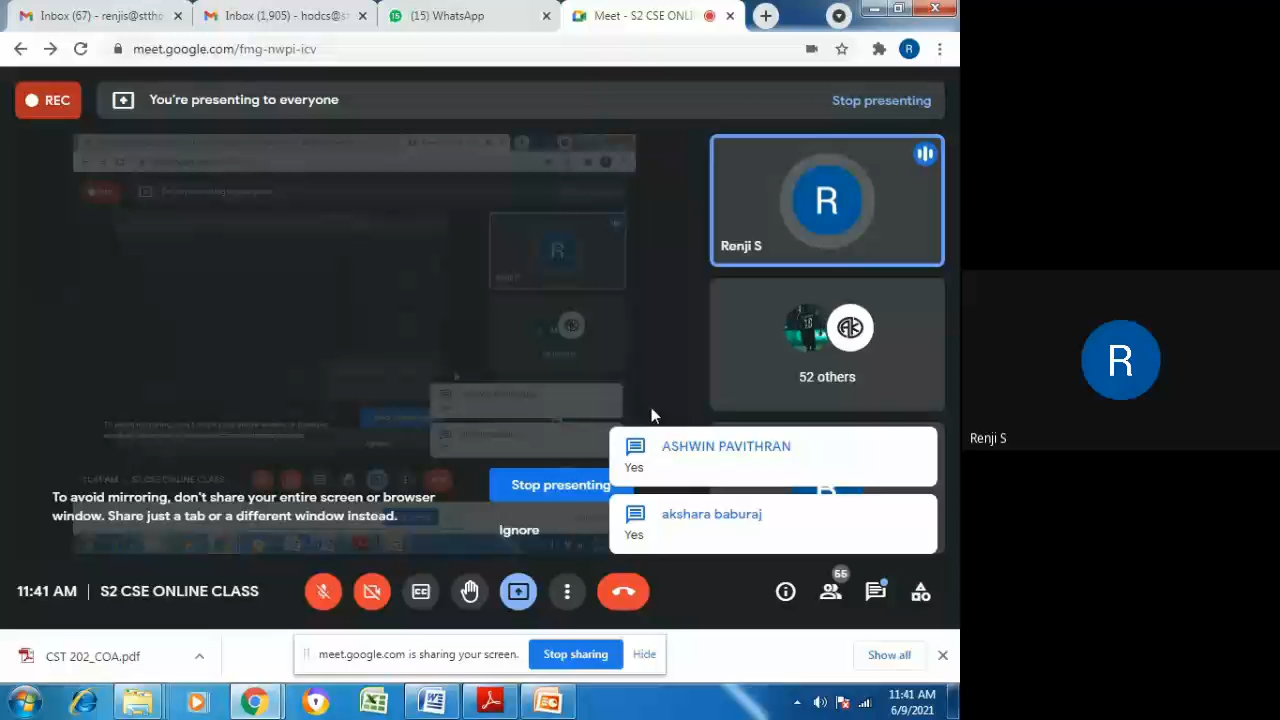 Inbox (67) - renjis@sttho
Inbox (1,905) - hodcs@s
(15) WhatsApp
Meet - S2 CSE ONLI
meet.google.com/fmg-nwpi-icv
R
REC
You're presenting to everyone
Stop presenting
R
Renji S
52 others
R
Renji S
ASHWIN PAVITHRAN
Yes
akshara baburaj
Yes
To avoid mirroring, don't share your entire screen or browser
window. Share just a tab or a different window instead.
Stop presenting
Ignore
11:41 AM | S2 CSE ONLINE CLASS
55
CST 202_COA.pdf
meet.google.com is sharing your screen.
Stop sharing
Hide
Show all
11:41 AM
6/9/2021